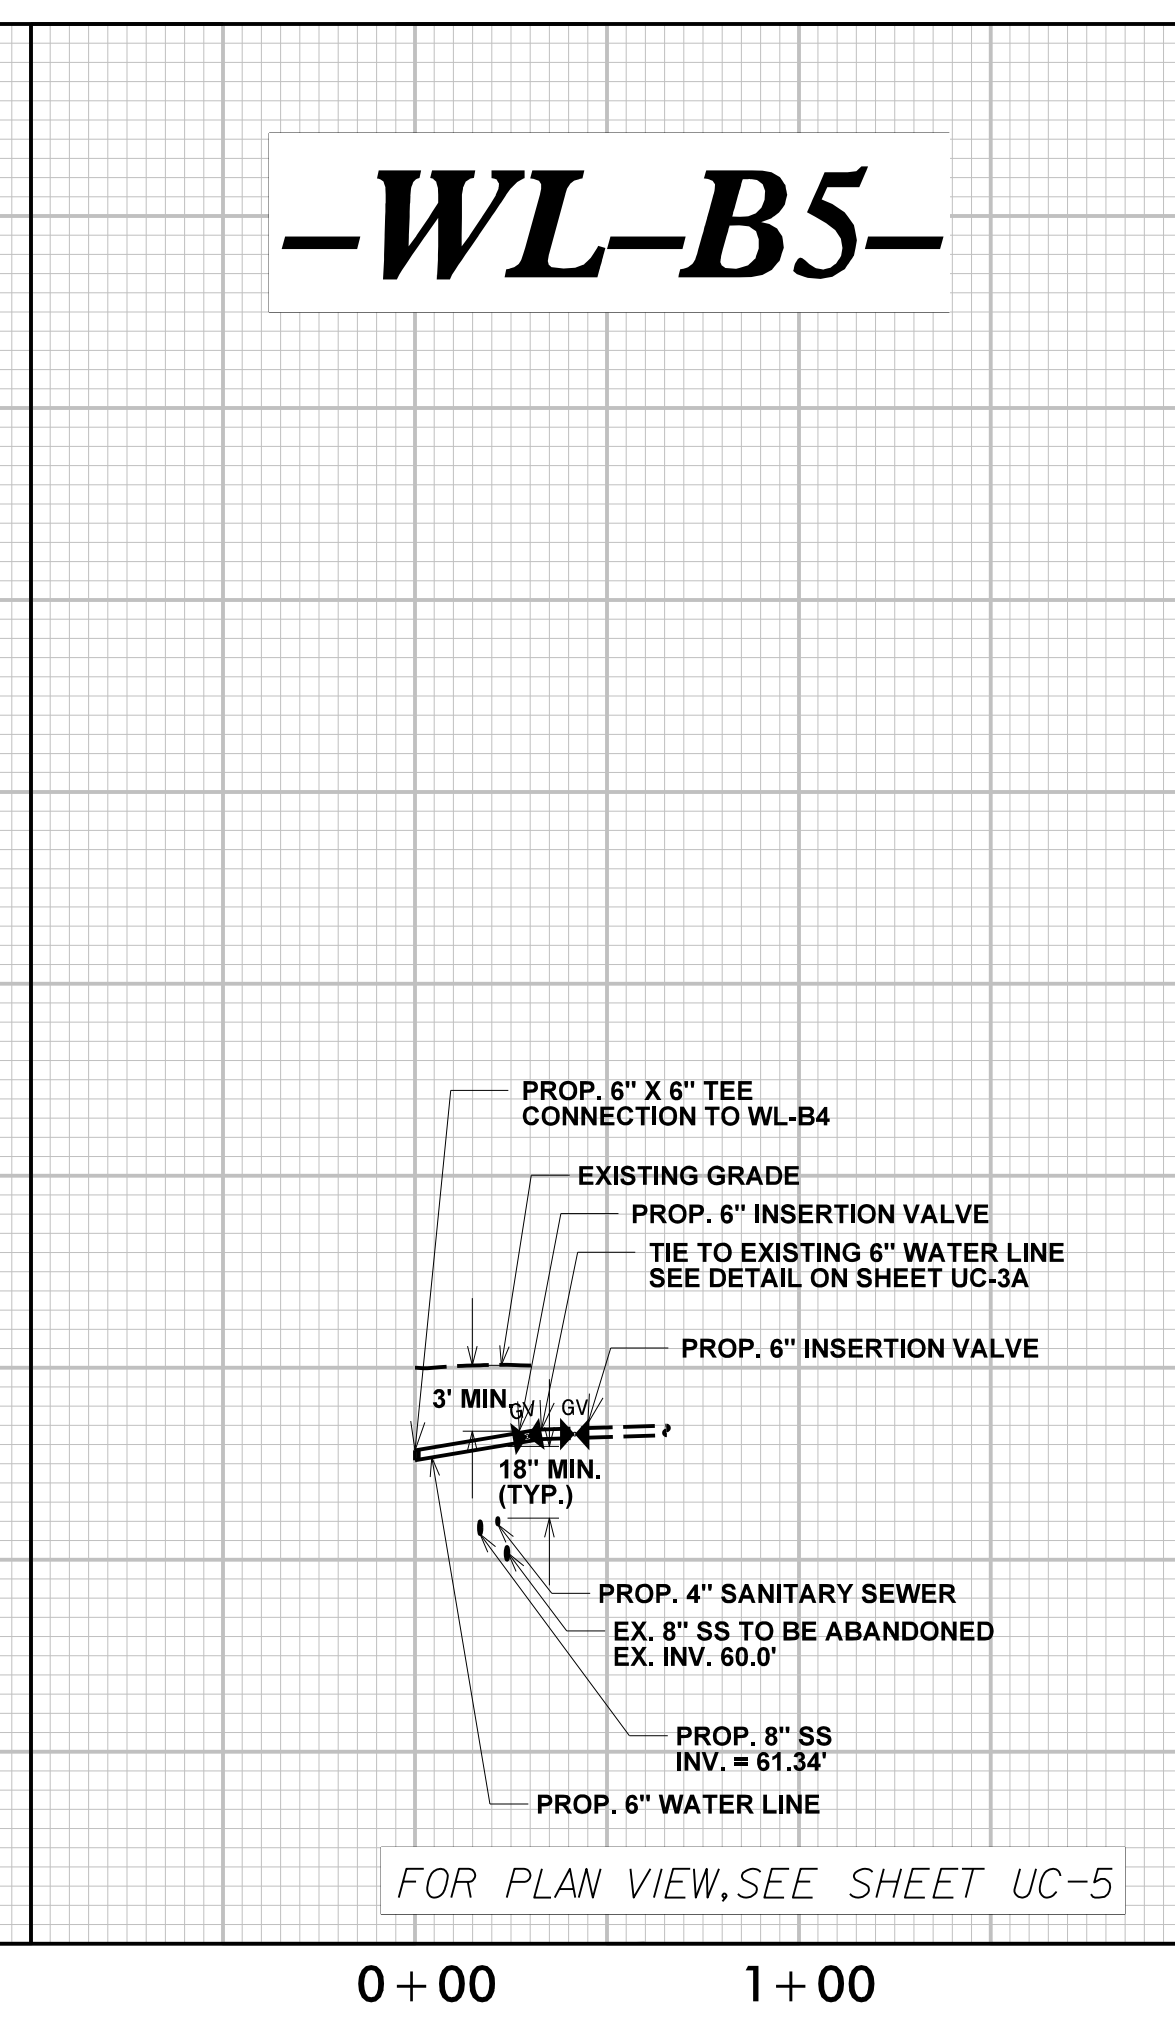 -WL-B5-
PROP. 6" X 6" TEE
CONNECTION TO WL-B4
EXISTING GRADE
PROP. 6" INSERTION VALVE
TIE TO EXISTING 6" WATER LINE
SEE DETAIL ON SHEET UC-3A
PROP. 6" INSERTION VALVE
3' MIN.
GV
GV
18" MIN.
(TYP.)
PROP. 4" SANITARY SEWER
EX. 8" SS TO BE ABANDONED
EX. INV. 60.0'
PROP. 8" SS
INV. = 61.34'
PROP. 6" WATER LINE
FOR PLAN VIEW, SEE SHEET UC-5
0+00 1+00